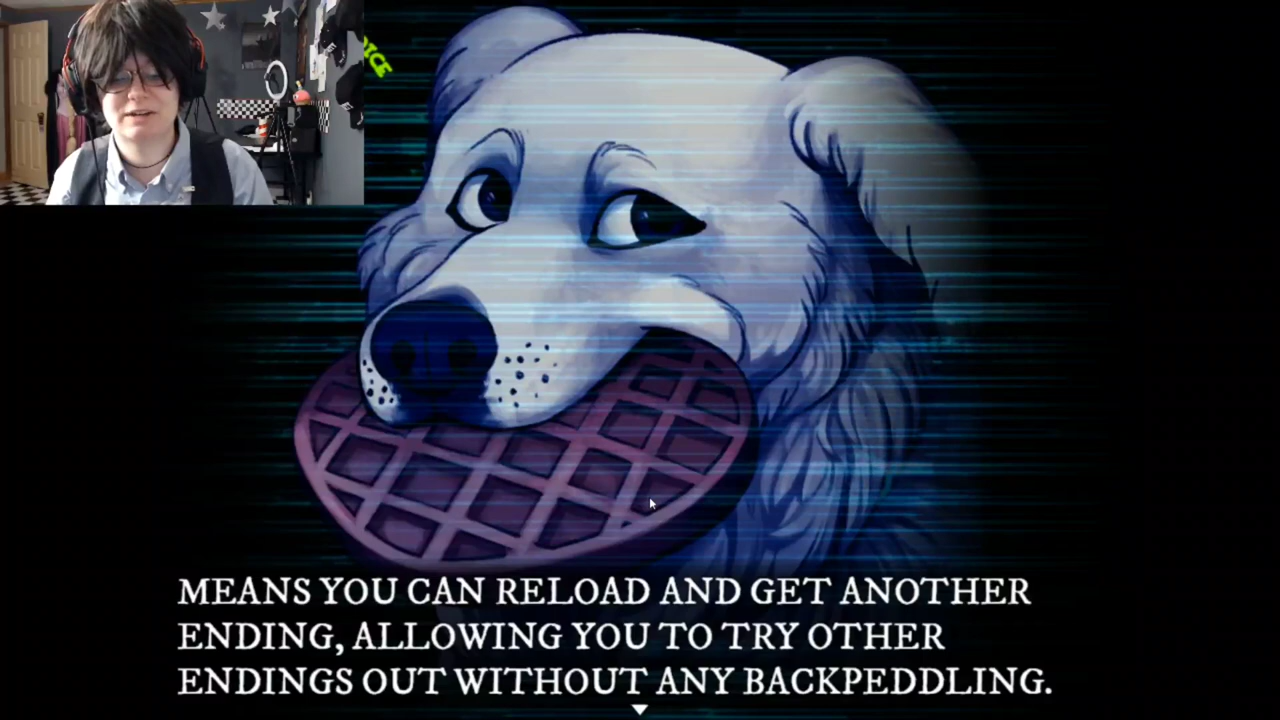 MEANS YOU CAN RELOAD AND GET ANOTHER
ENDING, ALLOWING YOU TO TRY OTHER
ENDINGS OUT WITHOUT ANY BACKPEDDLING.